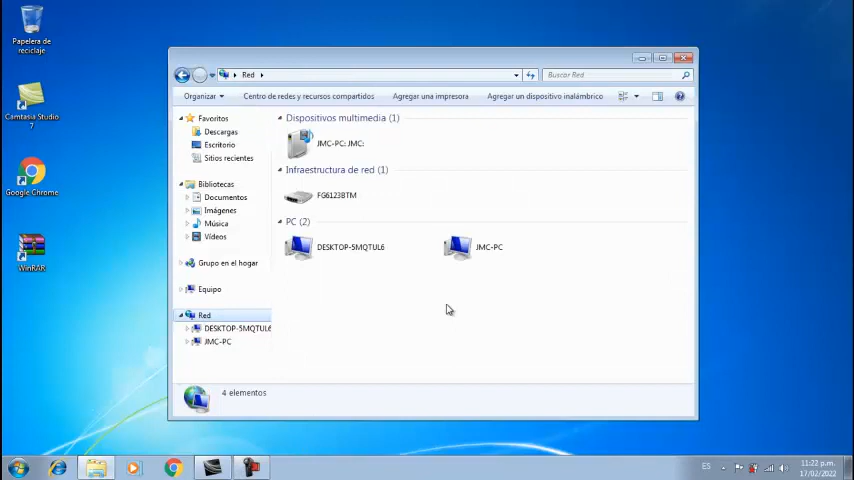 Papelera de
reciclaje
Camtasia Studio
7
Google Chrome
WinRAR
Red
Buscar Red
Organizar
Centro de redes y recursos compartidos
Agregar una impresora
Agregar un dispositivo inalámbrico
Favoritos
Descargas
Escritorio
Sitios recientes
Bibliotecas
Documentos
Imágenes
Música
Vídeos
Grupo en el hogar
Equipo
Red
DESKTOP-5MQTUL6
JMC-PC
Dispositivos multimedia (1)
JMC-PC: JMC:
Infraestructura de red (1)
FG6123BTM
PC (2)
DESKTOP-5MQTUL6
JMC-PC
4 elementos
ES
11:22 p.m.
17/02/2022